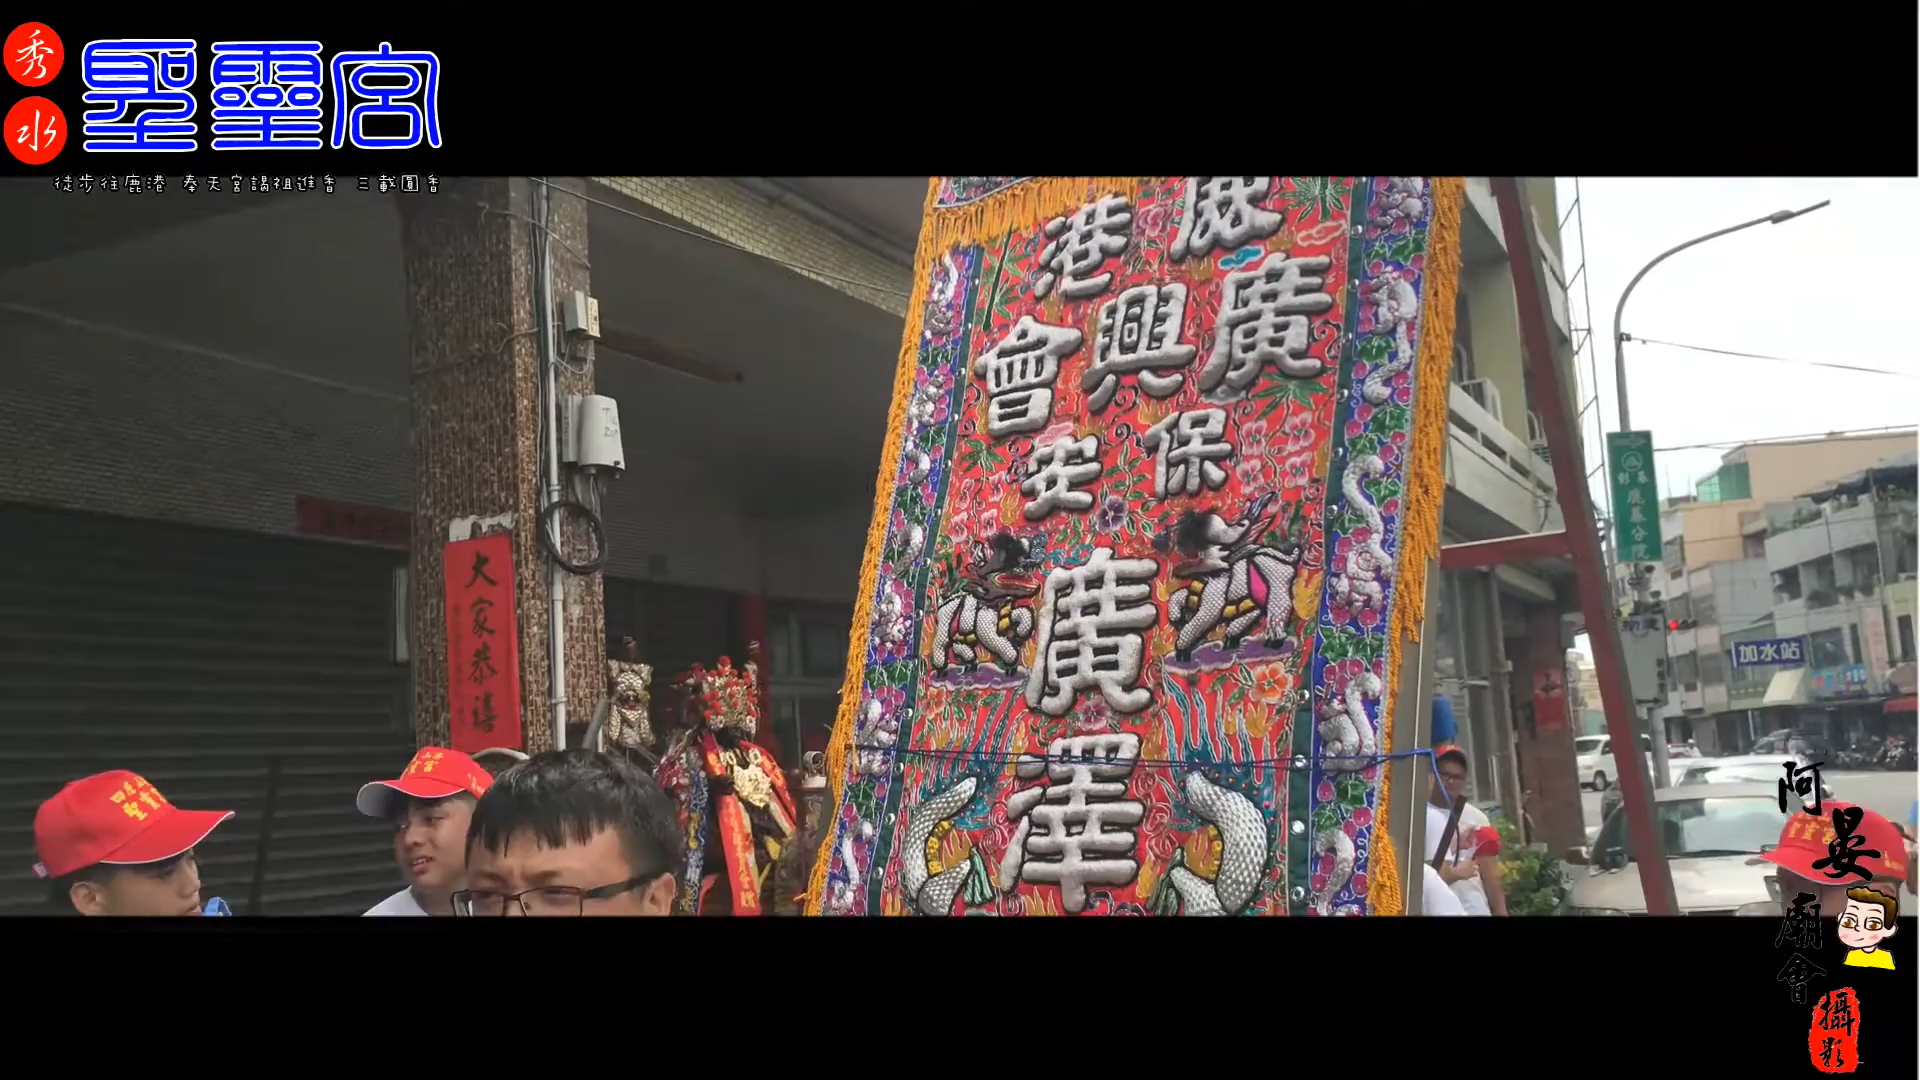 秀水
聖靈宮
徒步往鹿港 奉天宮謁祖進香 三載圓香
鹿港
廣興會
保安
廣澤
大家恭禧
加水站
阿晏廟會
攝影